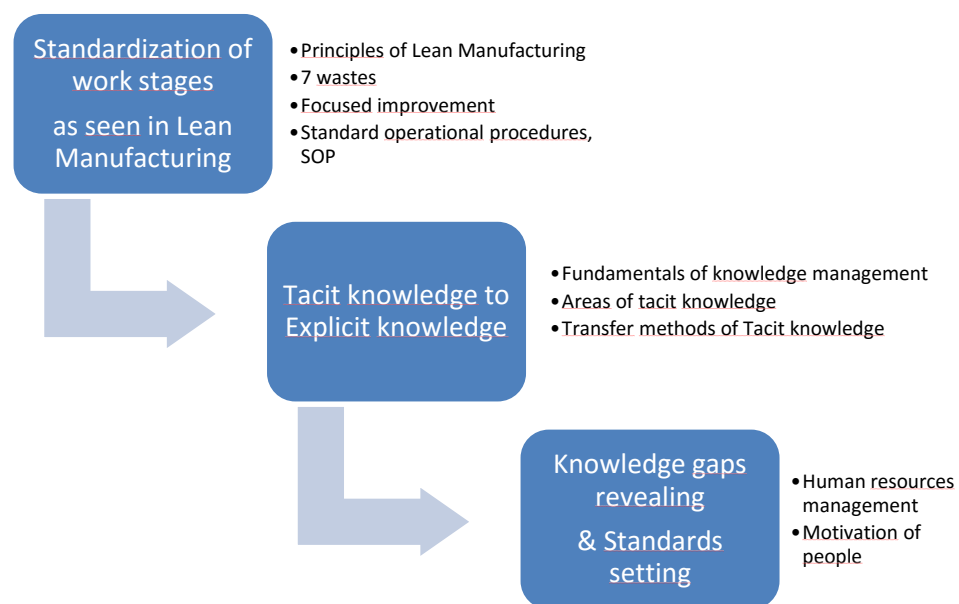 Standardization of
work stages
as seen in Lean
Manufacturing
•Principles of Lean Manufacturing
•7 wastes
•Focused improvement
•Standard operational procedures,
SOP
Tacit knowledge to
Explicit knowledge
•Fundamentals of knowledge management
•Areas of tacit knowledge
•Transfer methods of Tacit knowledge
Knowledge gaps
revealing
& Standards
setting
•Human resources
management
•Motivation of
people